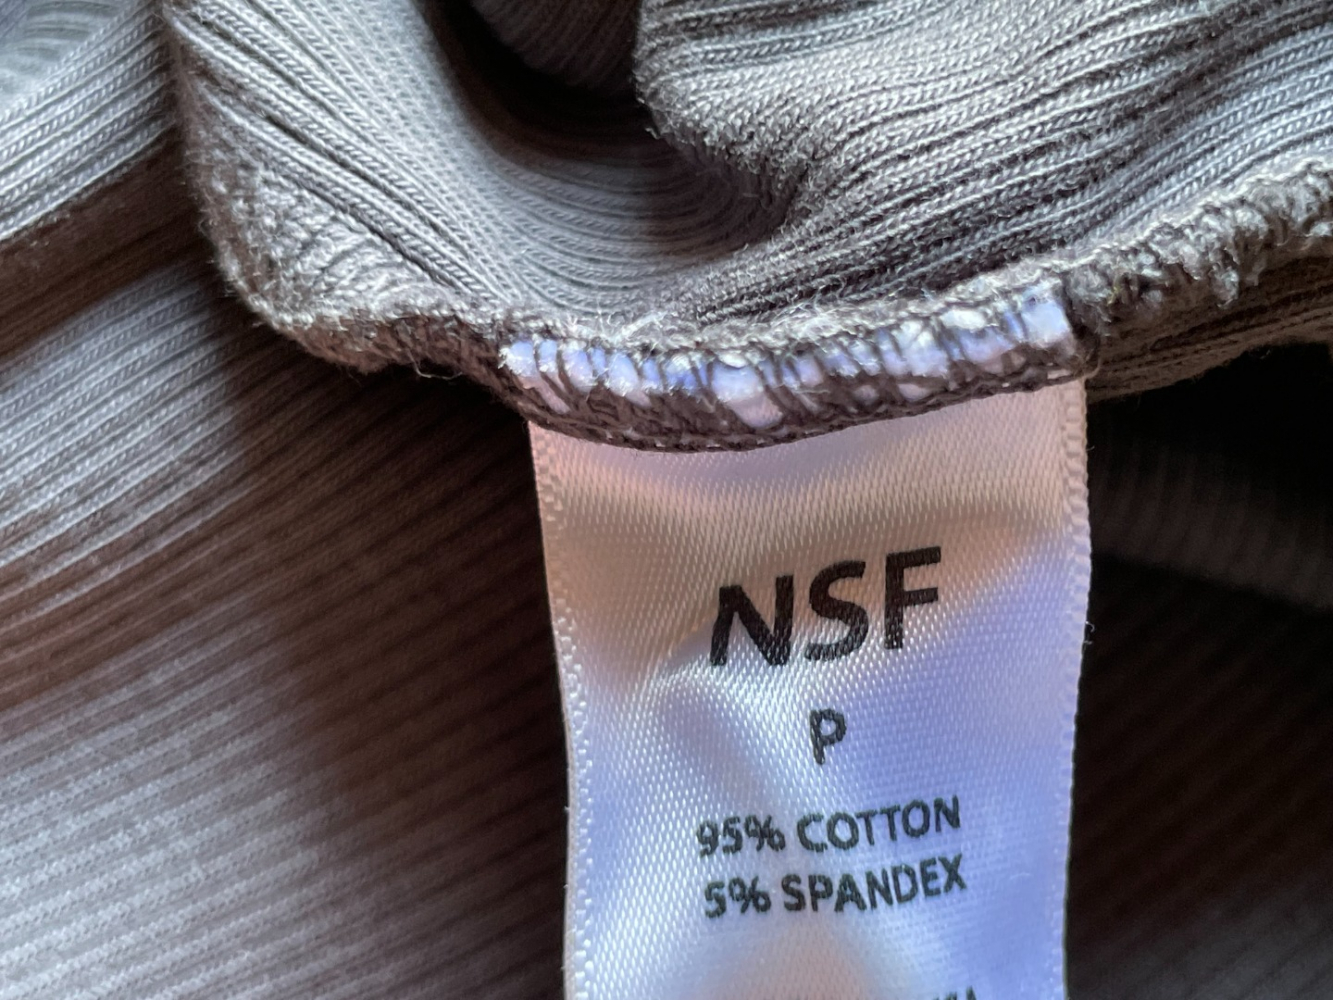 NSF
P
95% COTTON
5% SPANDEX